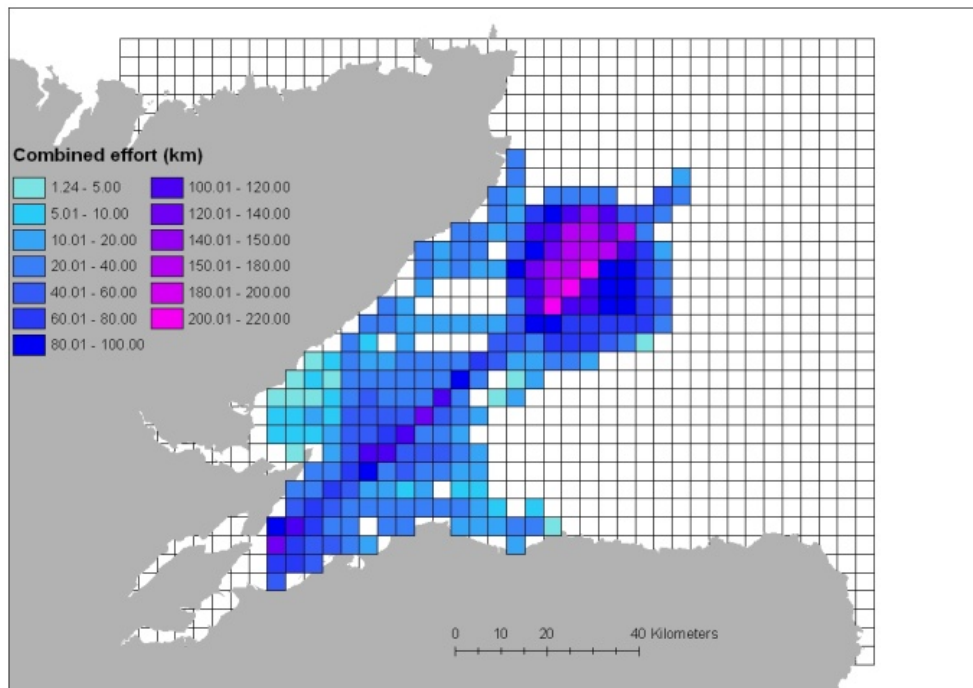 Combined effort (km)
1.24 - 5.00
5.01 - 10.00
10.01 - 20.00
20.01 - 40.00
40.01 - 60.00
60.01 - 80.00
80.01 - 100.00
100.01 - 120.00
120.01 - 140.00
140.01 - 150.00
150.01 - 180.00
180.01 - 200.00
200.01 - 220.00
0 10 20 40 Kilometers